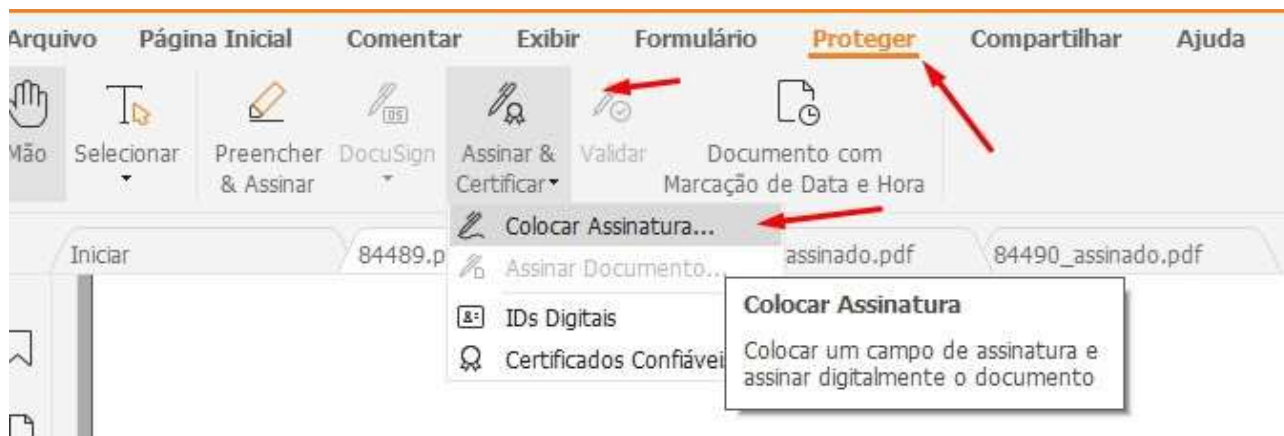 Arquivo Página Inicial Comentar Exibir Formulário Proteger Compartilhar Ajuda
Mão Selecionar Preencher DocuSign Assinar & Validar Documento com
& Assinar Certificar Marcação de Data e Hora
DS
Colocar Assinatura...
Iniciar 84489.p assinado.pdf 84490_assinado.pdf
Assinar Documento...
Colocar Assinatura
IDs Digitais
Colocar um campo de assinatura e
Certificados Confiávei
assinar digitalmente o documento